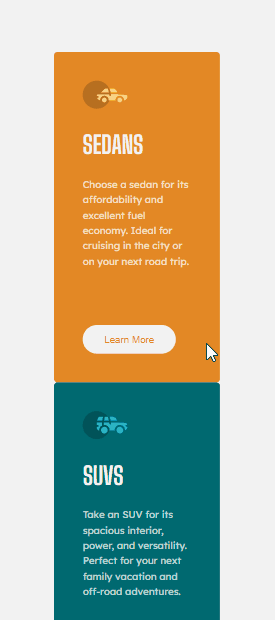 SEDANS
Choose a sedan for its
affordability and
excellent fuel
economy. Ideal for
cruising in the city or
on your next road trip.
Learn More
SUVS
Take an SUV for its
spacious interior,
power, and versatility.
Perfect for your next
family vacation and
off-road adventures.